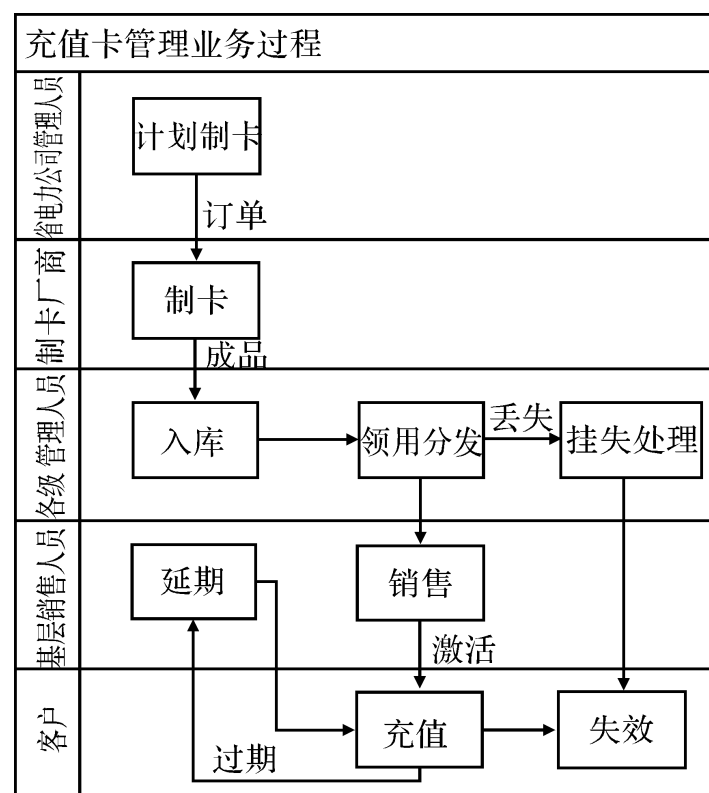 充值卡管理业务过程
省电力公司管理人员
计划制卡
订单
制卡厂商
制卡
成品
各级管理人员
入库
领用分发
丢失
挂失处理
基层销售人员
延期
销售
激活
客户
过期
充值
失效